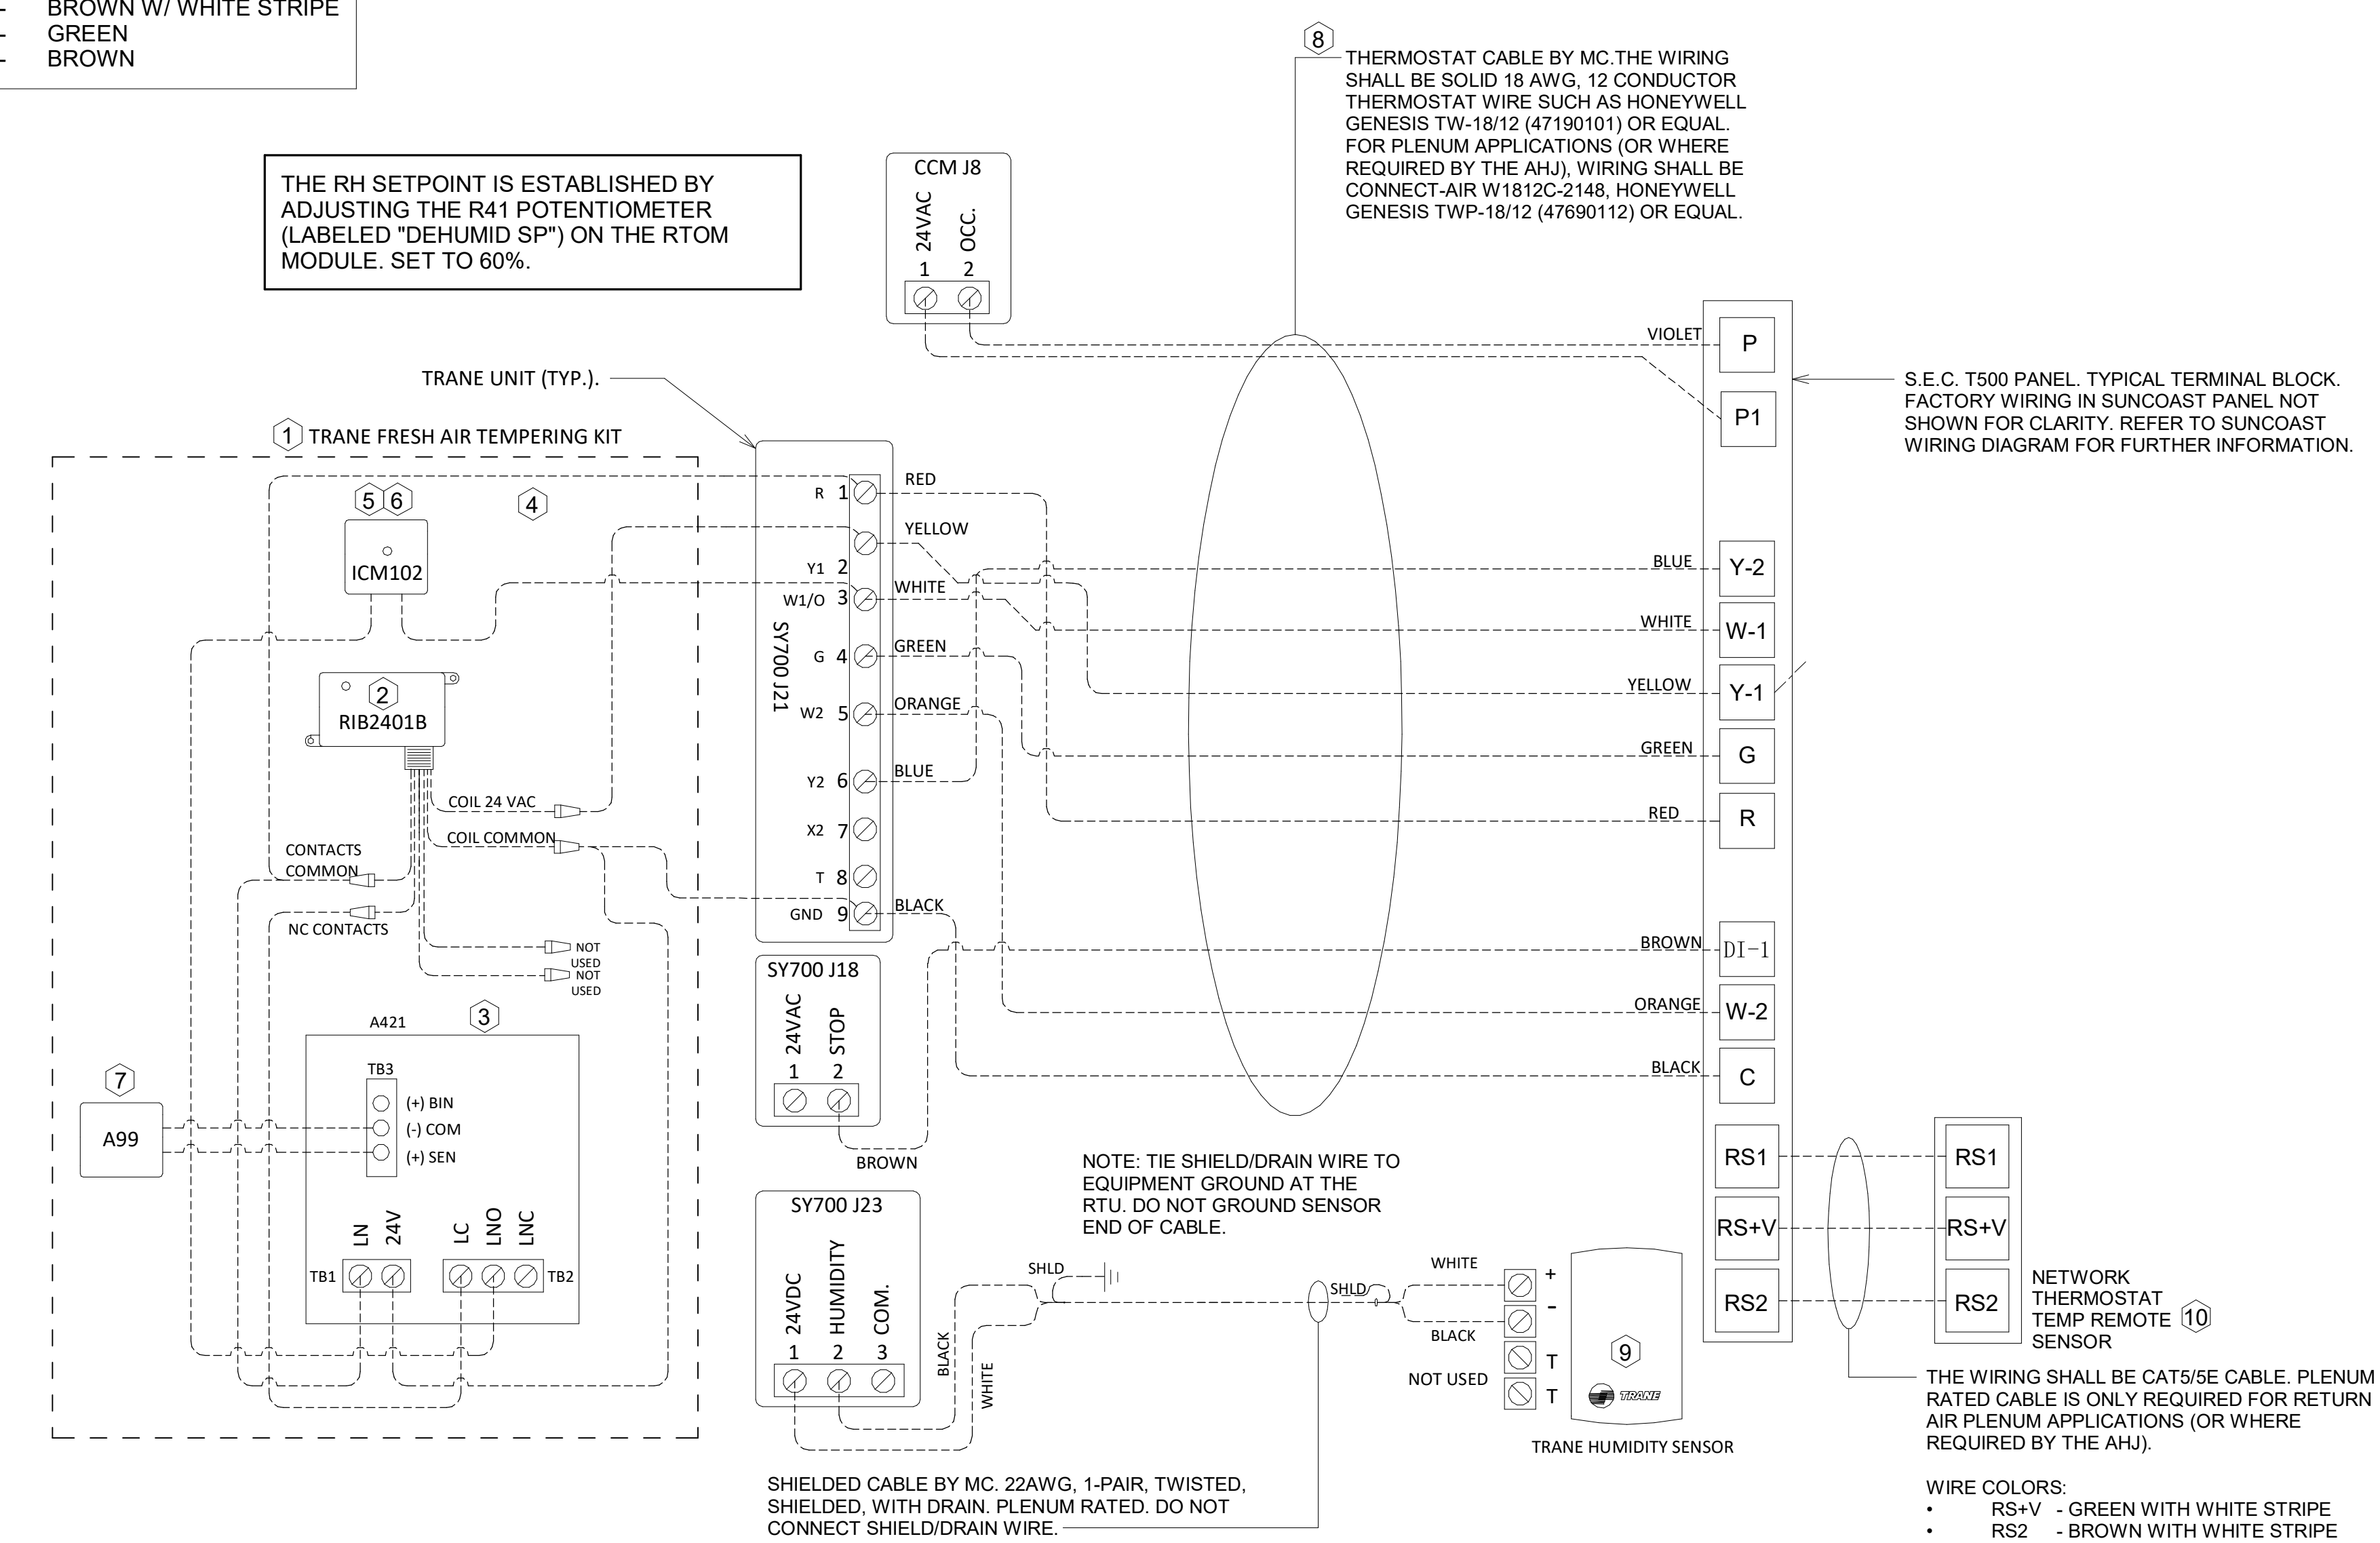 - BROWN W/ WHITE STRIPE
- GREEN
- BROWN
THE RH SETPOINT IS ESTABLISHED BY
ADJUSTING THE R41 POTENTIOMETER
(LABELED "DEHUMID SP") ON THE RTOM
MODULE. SET TO 60%.
8
THERMOSTAT CABLE BY MC.THE WIRING
SHALL BE SOLID 18 AWG, 12 CONDUCTOR
THERMOSTAT WIRE SUCH AS HONEYWELL
GENESIS TW-18/12 (47190101) OR EQUAL.
FOR PLENUM APPLICATIONS (OR WHERE
REQUIRED BY THE AHJ), WIRING SHALL BE
CONNECT-AIR W1812C-2148, HONEYWELL
GENESIS TWP-18/12 (47690112) OR EQUAL.
CCM J8
24VAC
OCC.
1 2
TRANE UNIT (TYP.).
1 TRANE FRESH AIR TEMPERING KIT
5 6
4
ICM102
2
RIB2401B
COIL 24 VAC
COIL COMMON
CONTACTS
COMMON
NC CONTACTS
NOT
USED
NOT
USED
3
A421
TB3
(+) BIN
(-) COM
(+) SEN
7
A99
LN
24V
LC
LNO
LNC
TB1
TB2
SY700 J21
R 1
Y1 2
W1/O 3
G 4
W2 5
Y2 6
X2 7
T 8
GND 9
RED
YELLOW
WHITE
GREEN
ORANGE
BLUE
BLACK
SY700 J18
24VAC
STOP
1 2
BROWN
SY700 J23
24VDC
HUMIDITY
COM.
1 2 3
BLACK
WHITE
NOTE: TIE SHIELD/DRAIN WIRE TO
EQUIPMENT GROUND AT THE
RTU. DO NOT GROUND SENSOR
END OF CABLE.
SHLD
SHLD
WHITE
BLACK
NOT USED
+
-
T
T
9
TRANE
TRANE HUMIDITY SENSOR
SHIELDED CABLE BY MC. 22AWG, 1-PAIR, TWISTED,
SHIELDED, WITH DRAIN. PLENUM RATED. DO NOT
CONNECT SHIELD/DRAIN WIRE.
VIOLET P
P1
BLUE Y-2
WHITE W-1
YELLOW Y-1
GREEN G
RED R
BROWN DI-1
ORANGE W-2
BLACK C
RS1
RS+V
RS2
RS1
RS+V
RS2
S.E.C. T500 PANEL. TYPICAL TERMINAL BLOCK.
FACTORY WIRING IN SUNCOAST PANEL NOT
SHOWN FOR CLARITY. REFER TO SUNCOAST
WIRING DIAGRAM FOR FURTHER INFORMATION.
NETWORK
THERMOSTAT
TEMP REMOTE 10
SENSOR
THE WIRING SHALL BE CAT5/5E CABLE. PLENUM
RATED CABLE IS ONLY REQUIRED FOR RETURN
AIR PLENUM APPLICATIONS (OR WHERE
REQUIRED BY THE AHJ).
WIRE COLORS:
• RS+V - GREEN WITH WHITE STRIPE
• RS2 - BROWN WITH WHITE STRIPE